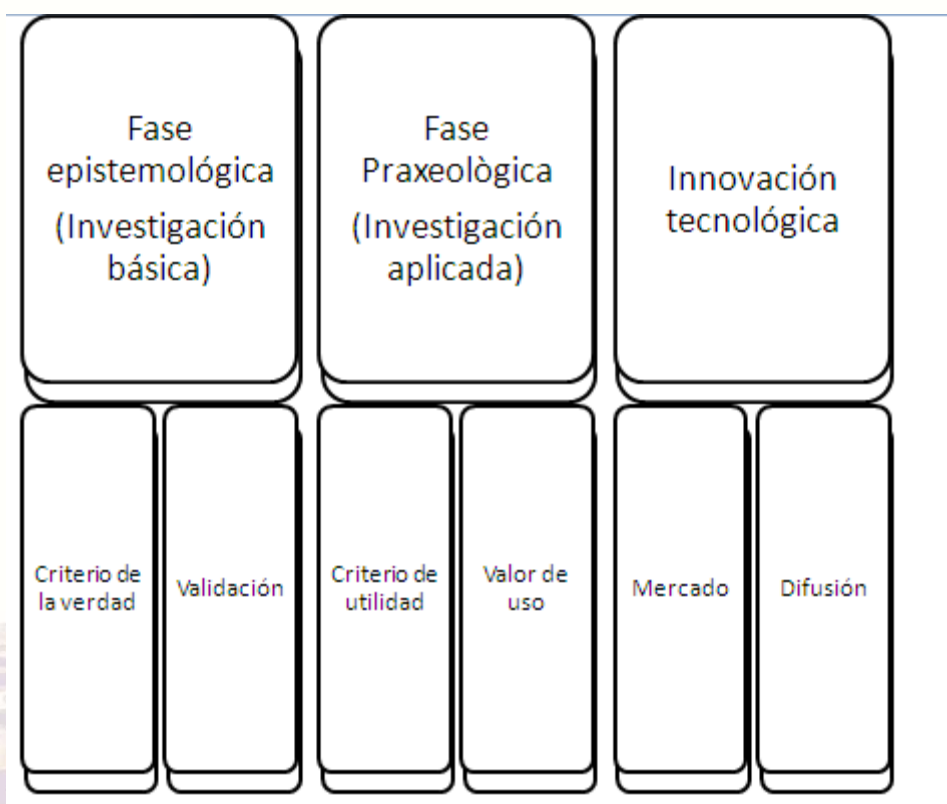 Fase
epistemológica
(Investigación
básica)
Fase
Praxeològica
(Investigación
aplicada)
Innovación
tecnológica
Criterio de
la verdad
Validación
Criterio de
utilidad
Valor de
uso
Mercado
Difusión